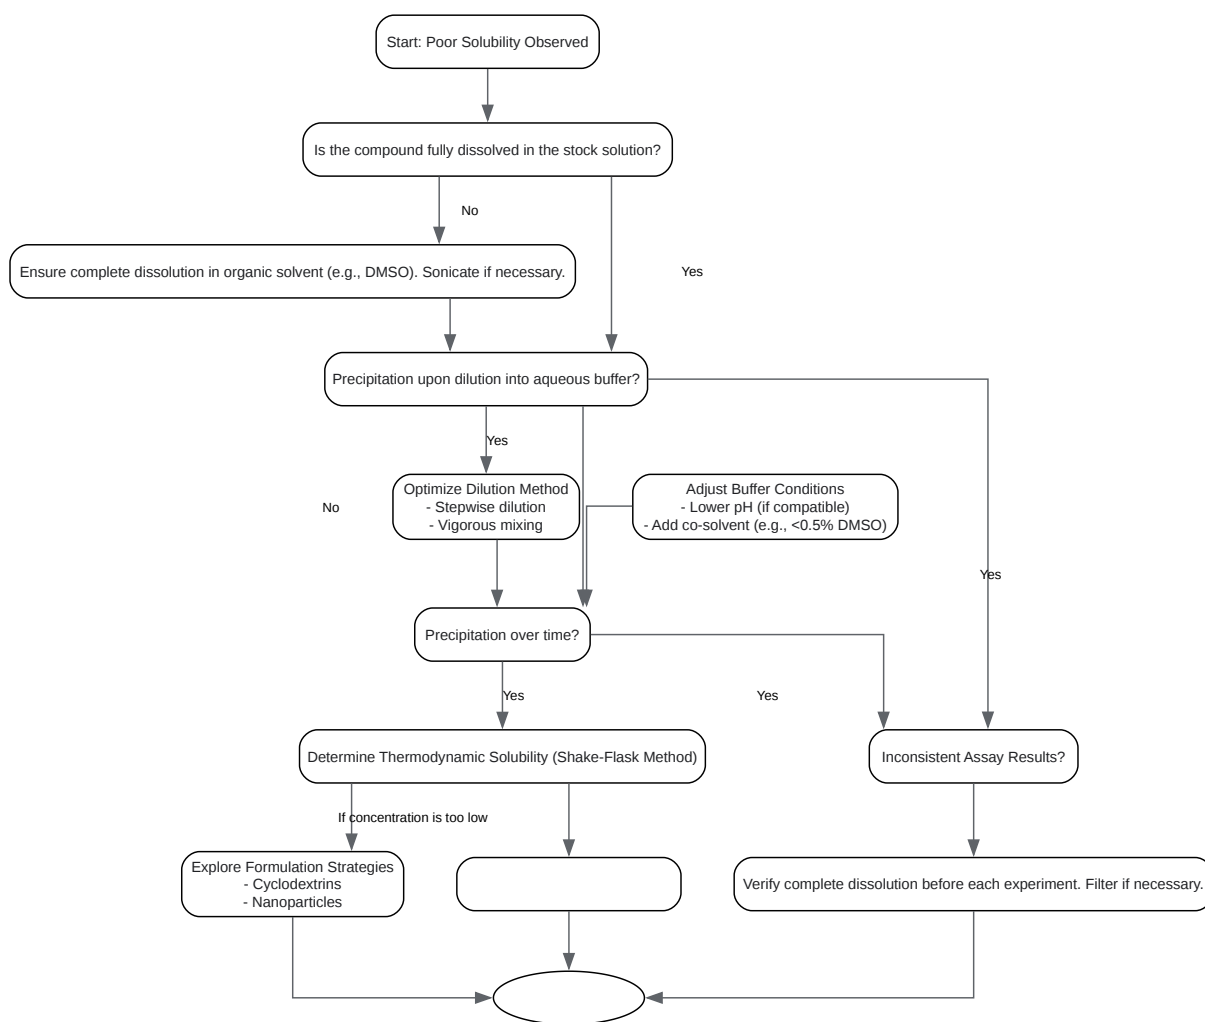 Start: Poor Solubility Observed
Is the compound fully dissolved in the stock solution?
No
Ensure complete dissolution in organic solvent (e.g., DMSO). Sonicate if necessary.
Yes
Precipitation upon dilution into aqueous buffer?
Yes
Optimize Dilution Method
- Stepwise dilution
- Vigorous mixing
Adjust Buffer Conditions
- Lower pH (if compatible)
- Add co-solvent (e.g., <0.5% DMSO)
No
Yes
Precipitation over time?
Yes
Yes
Determine Thermodynamic Solubility (Shake-Flask Method)
Inconsistent Assay Results?
If concentration is too low
Explore Formulation Strategies
- Cyclodextrins
- Nanoparticles
Verify complete dissolution before each experiment. Filter if necessary.